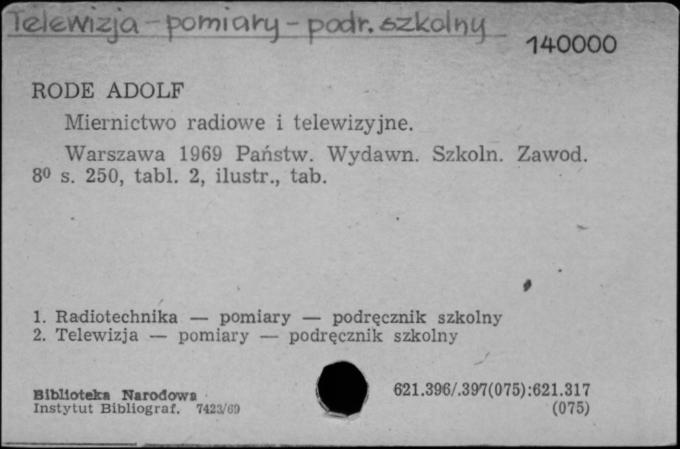 Telewizja - pomiary - podr. szkolny
140000
RODE ADOLF
Miernictwo radiowe i telewizyjne.
Warszawa 1969 Państw. Wydawn. Szkoln. Zawod.
8⁰ s. 250, tabl. 2, ilustr., tab.
1. Radiotechnika — pomiary — podręcznik szkolny
2. Telewizja — pomiary — podręcznik szkolny
Biblioteka Narodowa
Instytut Bibliograf. 7423/69
621.396/.397(075):621.317
(075)